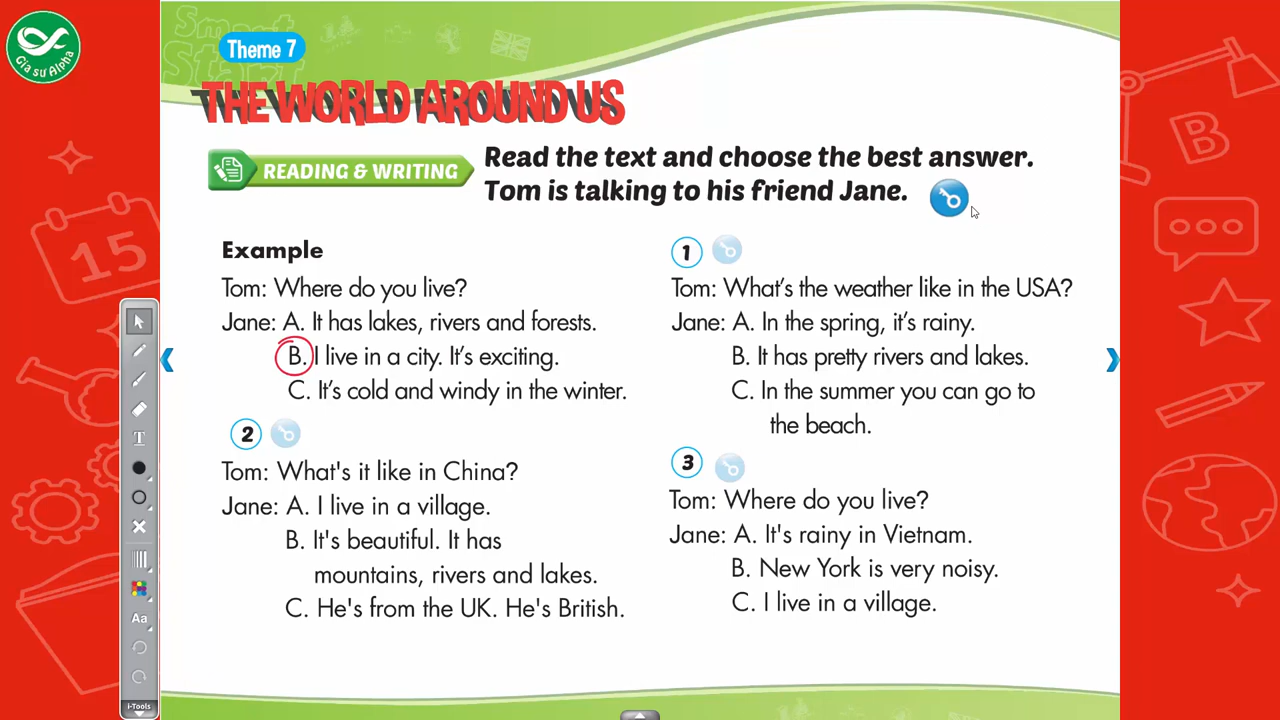 Gia sư Alpha
Smart
Start
Theme 7
THE WORLD AROUND US
READING & WRITING
Read the text and choose the best answer.
Tom is talking to his friend Jane.
Example
Tom: Where do you live?
Jane: A. It has lakes, rivers and forests.
B. I live in a city. It's exciting.
C. It's cold and windy in the winter.
1
Tom: What's the weather like in the USA?
Jane: A. In the spring, it's rainy.
B. It has pretty rivers and lakes.
C. In the summer you can go to
the beach.
2
Tom: What's it like in China?
Jane: A. I live in a village.
B. It's beautiful. It has
mountains, rivers and lakes.
C. He's from the UK. He's British.
3
Tom: Where do you live?
Jane: A. It's rainy in Vietnam.
B. New York is very noisy.
C. I live in a village.
15
B
T
Aa
i-Tools